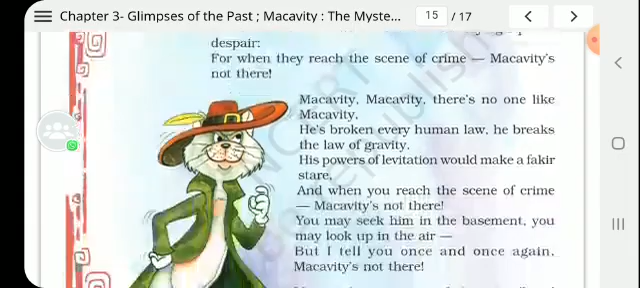 Chapter 3- Glimpses of the Past ; Macavity : The Myste...
15 / 17
despair:
For when they reach the scene of crime — Macavity's
not there!
Macavity, Macavity, there's no one like
Macavity,
He's broken every human law, he breaks
the law of gravity.
His powers of levitation would make a fakir
stare,
And when you reach the scene of crime
— Macavity's not there!
You may seek him in the basement, you
may look up in the air —
But I tell you once and once again,
Macavity's not there!